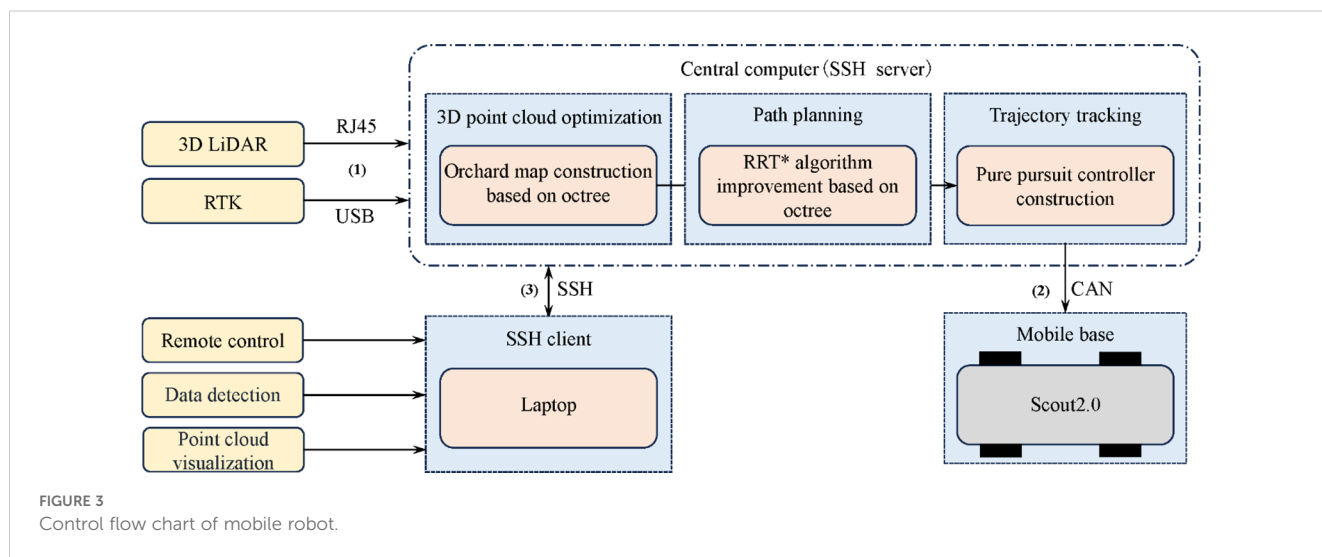 Central computer(SSH server)
3D point cloud optimization
Path planning
Trajectory tracking
3D LiDAR
RJ45
(1)
RTK
USB
Orchard map construction
based on octree
RRT* algorithm
improvement based on
octree
Pure pursuit controller
construction
(3) SSH
(2) CAN
Remote control
Data detection
Point cloud
visualization
SSH client
Laptop
Mobile base
Scout2.0
FIGURE 3
Control flow chart of mobile robot.